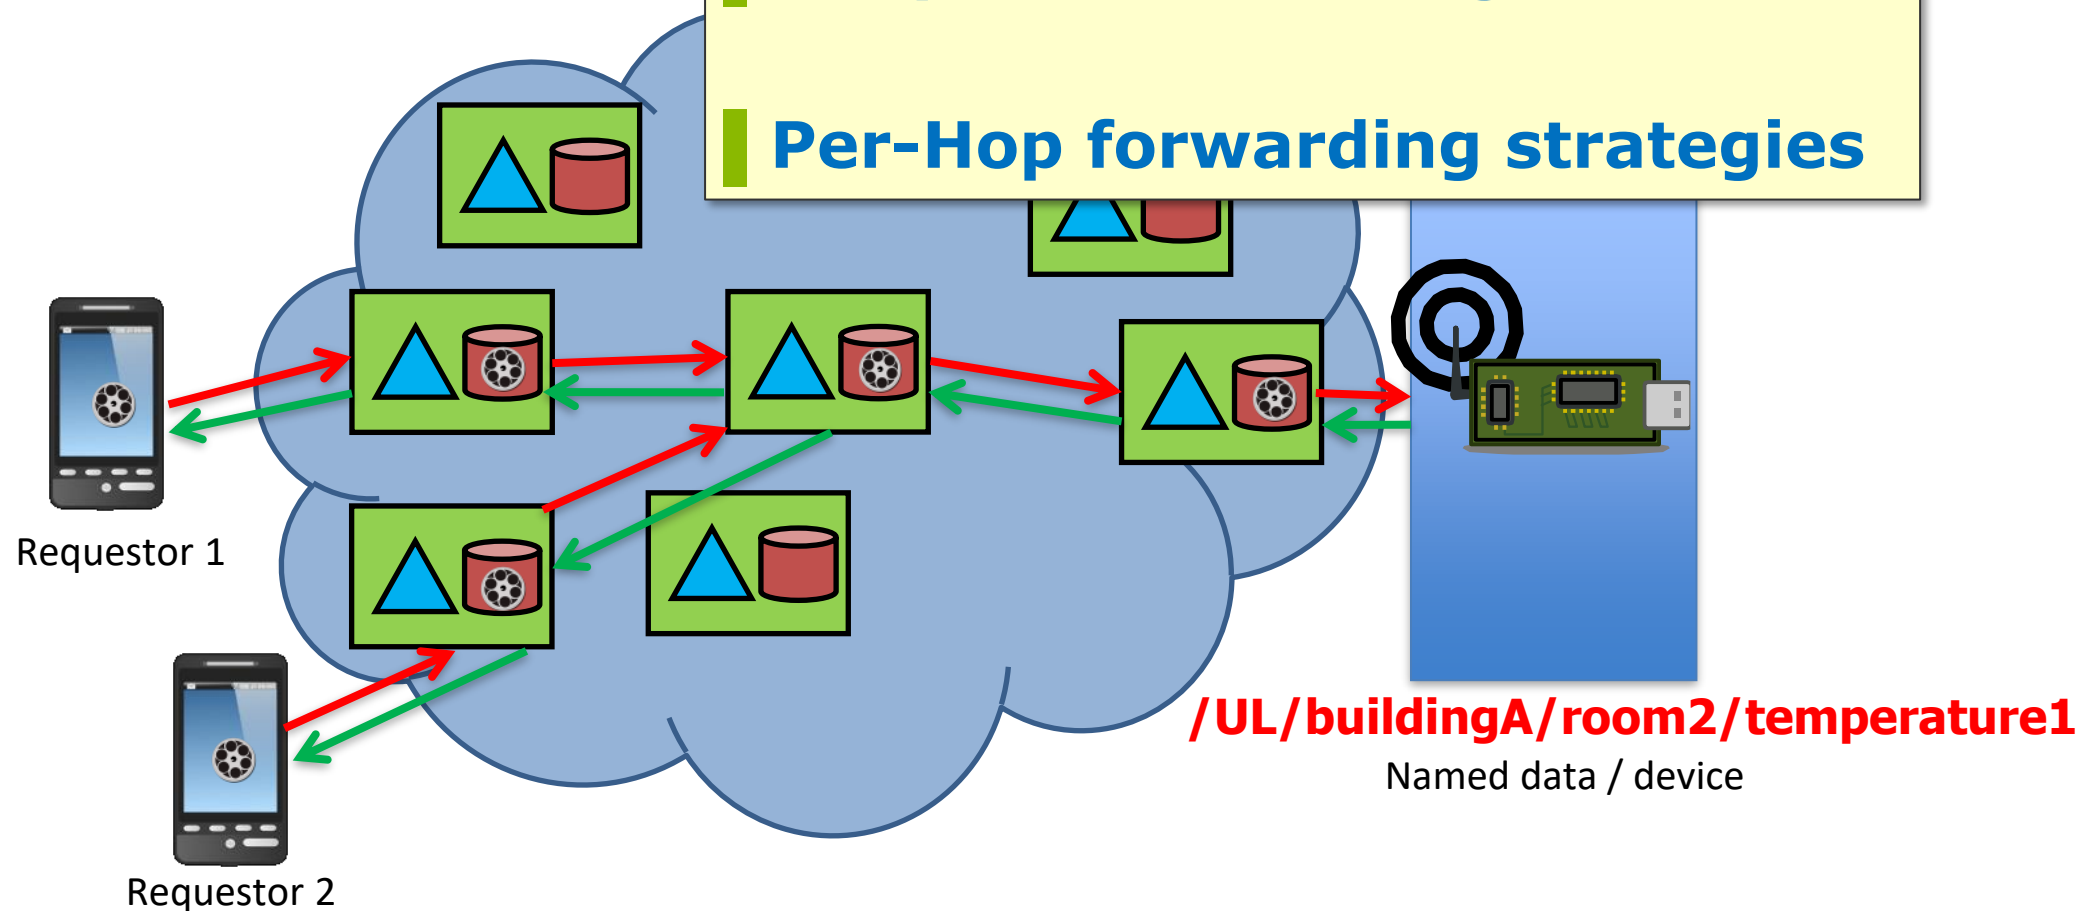 Per-Hop forwarding strategies
Requestor 1
/UL/buildingA/room2/temperature1
Named data / device
Requestor 2